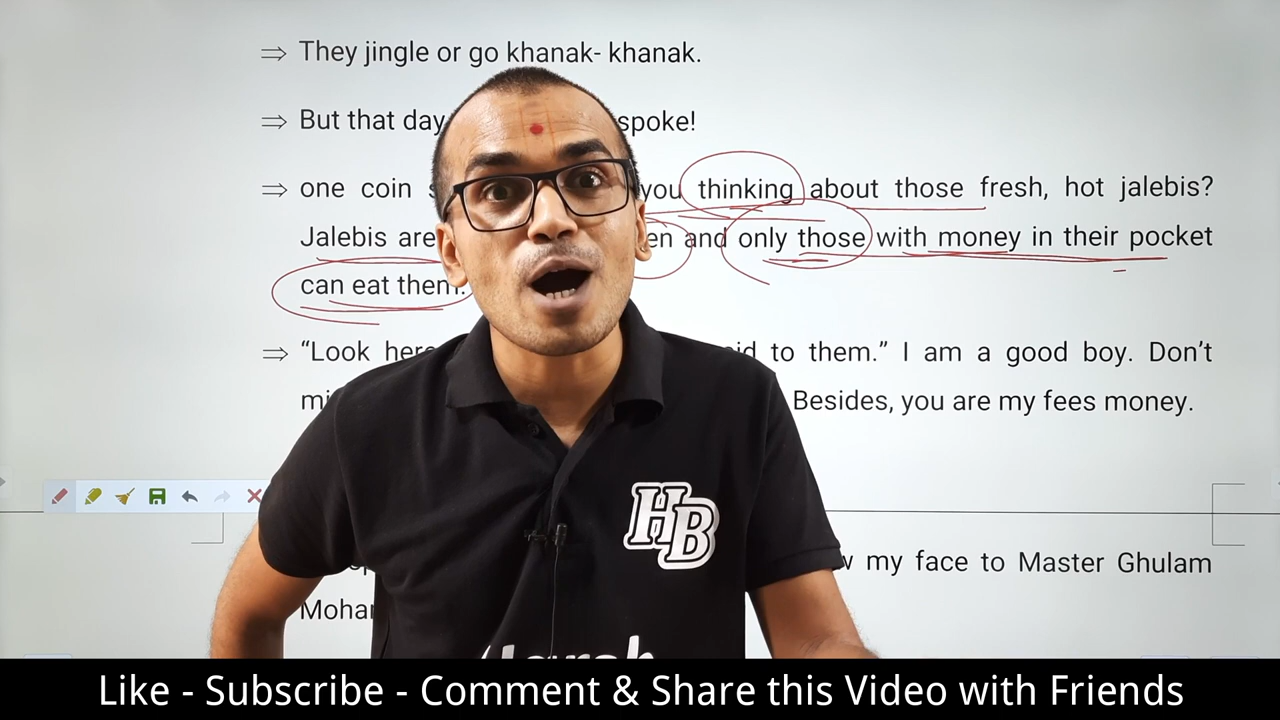 ⇒ They jingle or go khanak- khanak.
⇒ But that day spoke!
⇒ one coin you thinking about those fresh, hot jalebis?
Jalebis are and only those with money in their pocket
can eat them.
⇒ “Look here to them.” I am a good boy. Don’t
Besides, you are my fees money.
HB
my face to Master Ghulam
Like - Subscribe - Comment & Share this Video with Friends